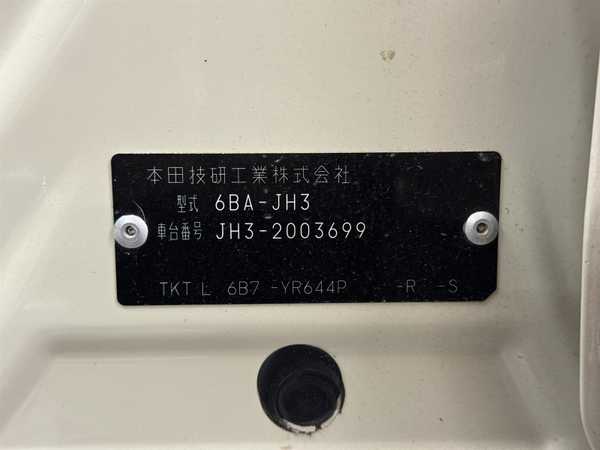 本田技研工業株式会社
型式 6BA-JH3
車台番号 JH3-2003699
TKT L 6B7 -YR644P -R -S